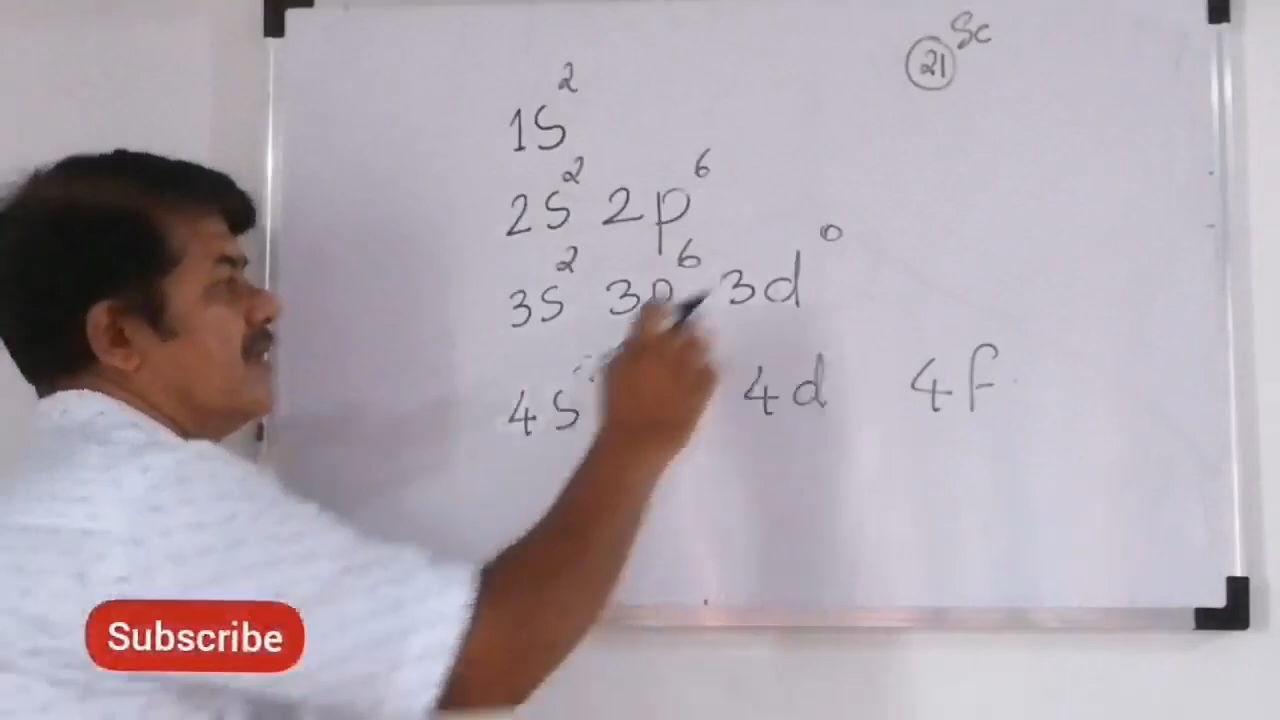 21 Sc
1s²
2s² 2p⁶
3s² 3p⁶ 3d⁰
4s 4d 4f
Subscribe